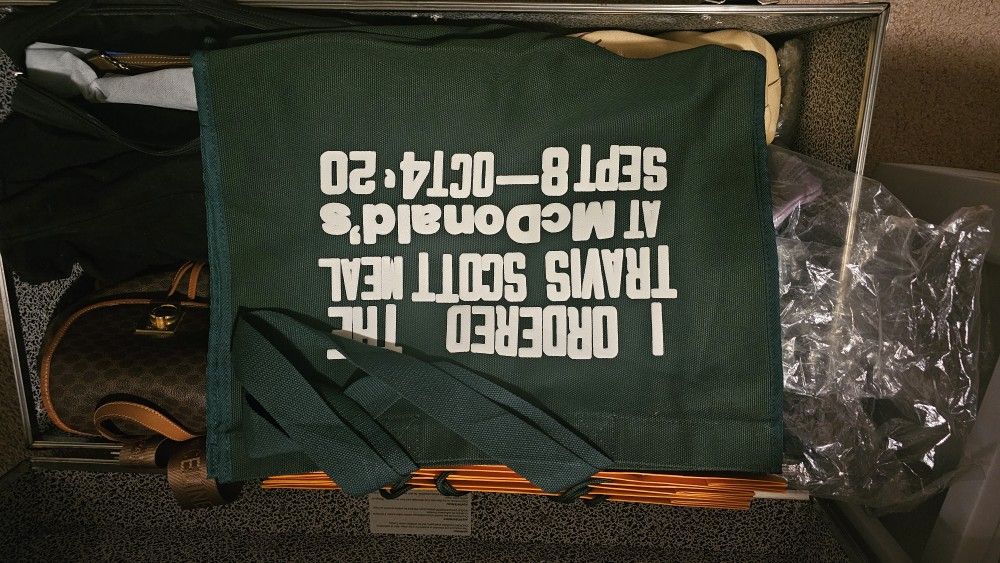 I ORDERED THE
TRAVIS SCOTT MEAL
AT McDonald's
SEPT 8—OCT 4 '20